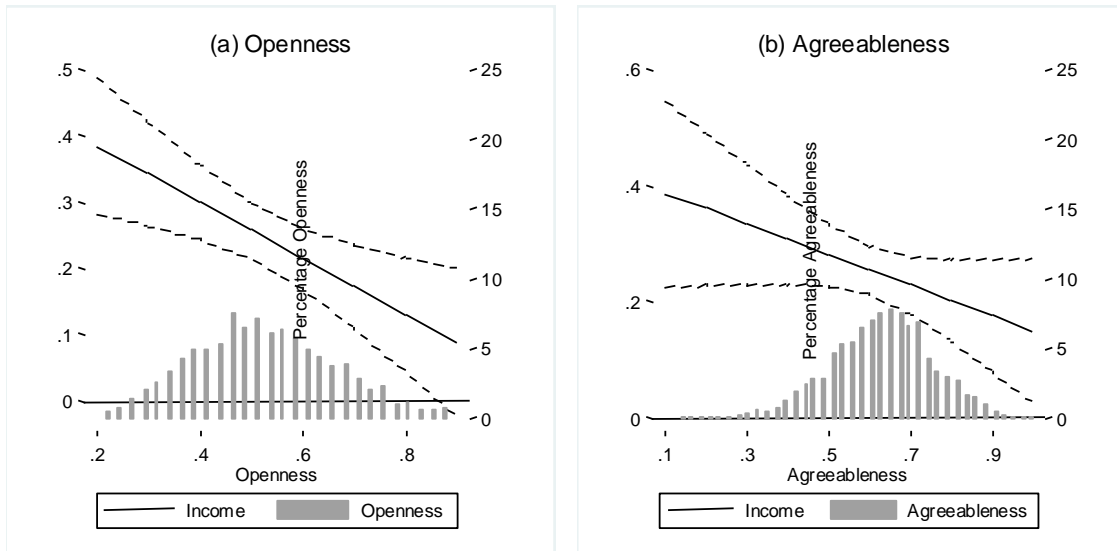 (a) Openness
.5
.4
.3
.2
.1
0
25
20
15
10
5
0
Percentage Openness
.2 .4 .6 .8
Openness
Income Openness
(b) Agreeableness
.6
.4
.2
0
25
20
15
10
5
0
Percentage Agreeableness
.1 .3 .5 .7 .9
Agreeableness
Income Agreeableness